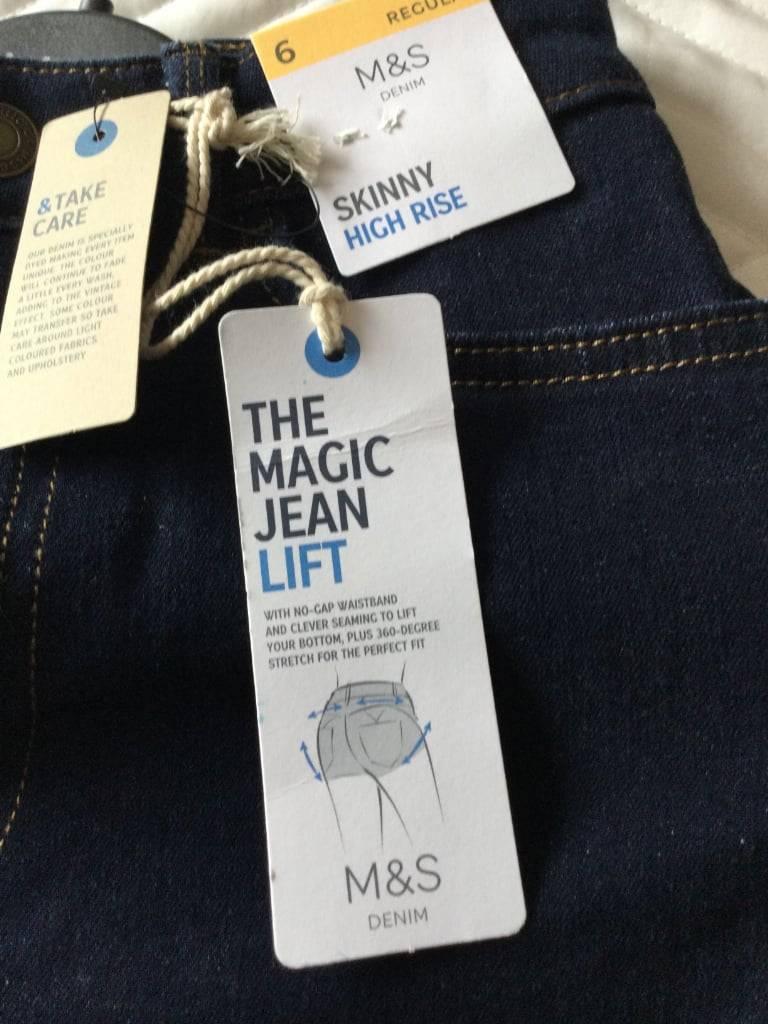 6
REGUL
M&S
DENIM
SKINNY
HIGH RISE
&TAKE
CARE
OUR DENIM IS SPECIALLY
DYED MAKING EVERY ITEM
UNIQUE. THE COLOUR
WILL CONTINUE TO FADE
A LITTLE EVERY WASH,
ADDING TO THE VINTAGE
EFFECT. SOME COLOUR
MAY TRANSFER SO TAKE
CARE AROUND LIGHT
COLOURED FABRICS
AND UPHOLSTERY
THE
MAGIC
JEAN
LIFT
WITH NO-GAP WAISTBAND
AND CLEVER SEAMING TO LIFT
YOUR BOTTOM, PLUS 360-DEGREE
STRETCH FOR THE PERFECT FIT
M&S
DENIM